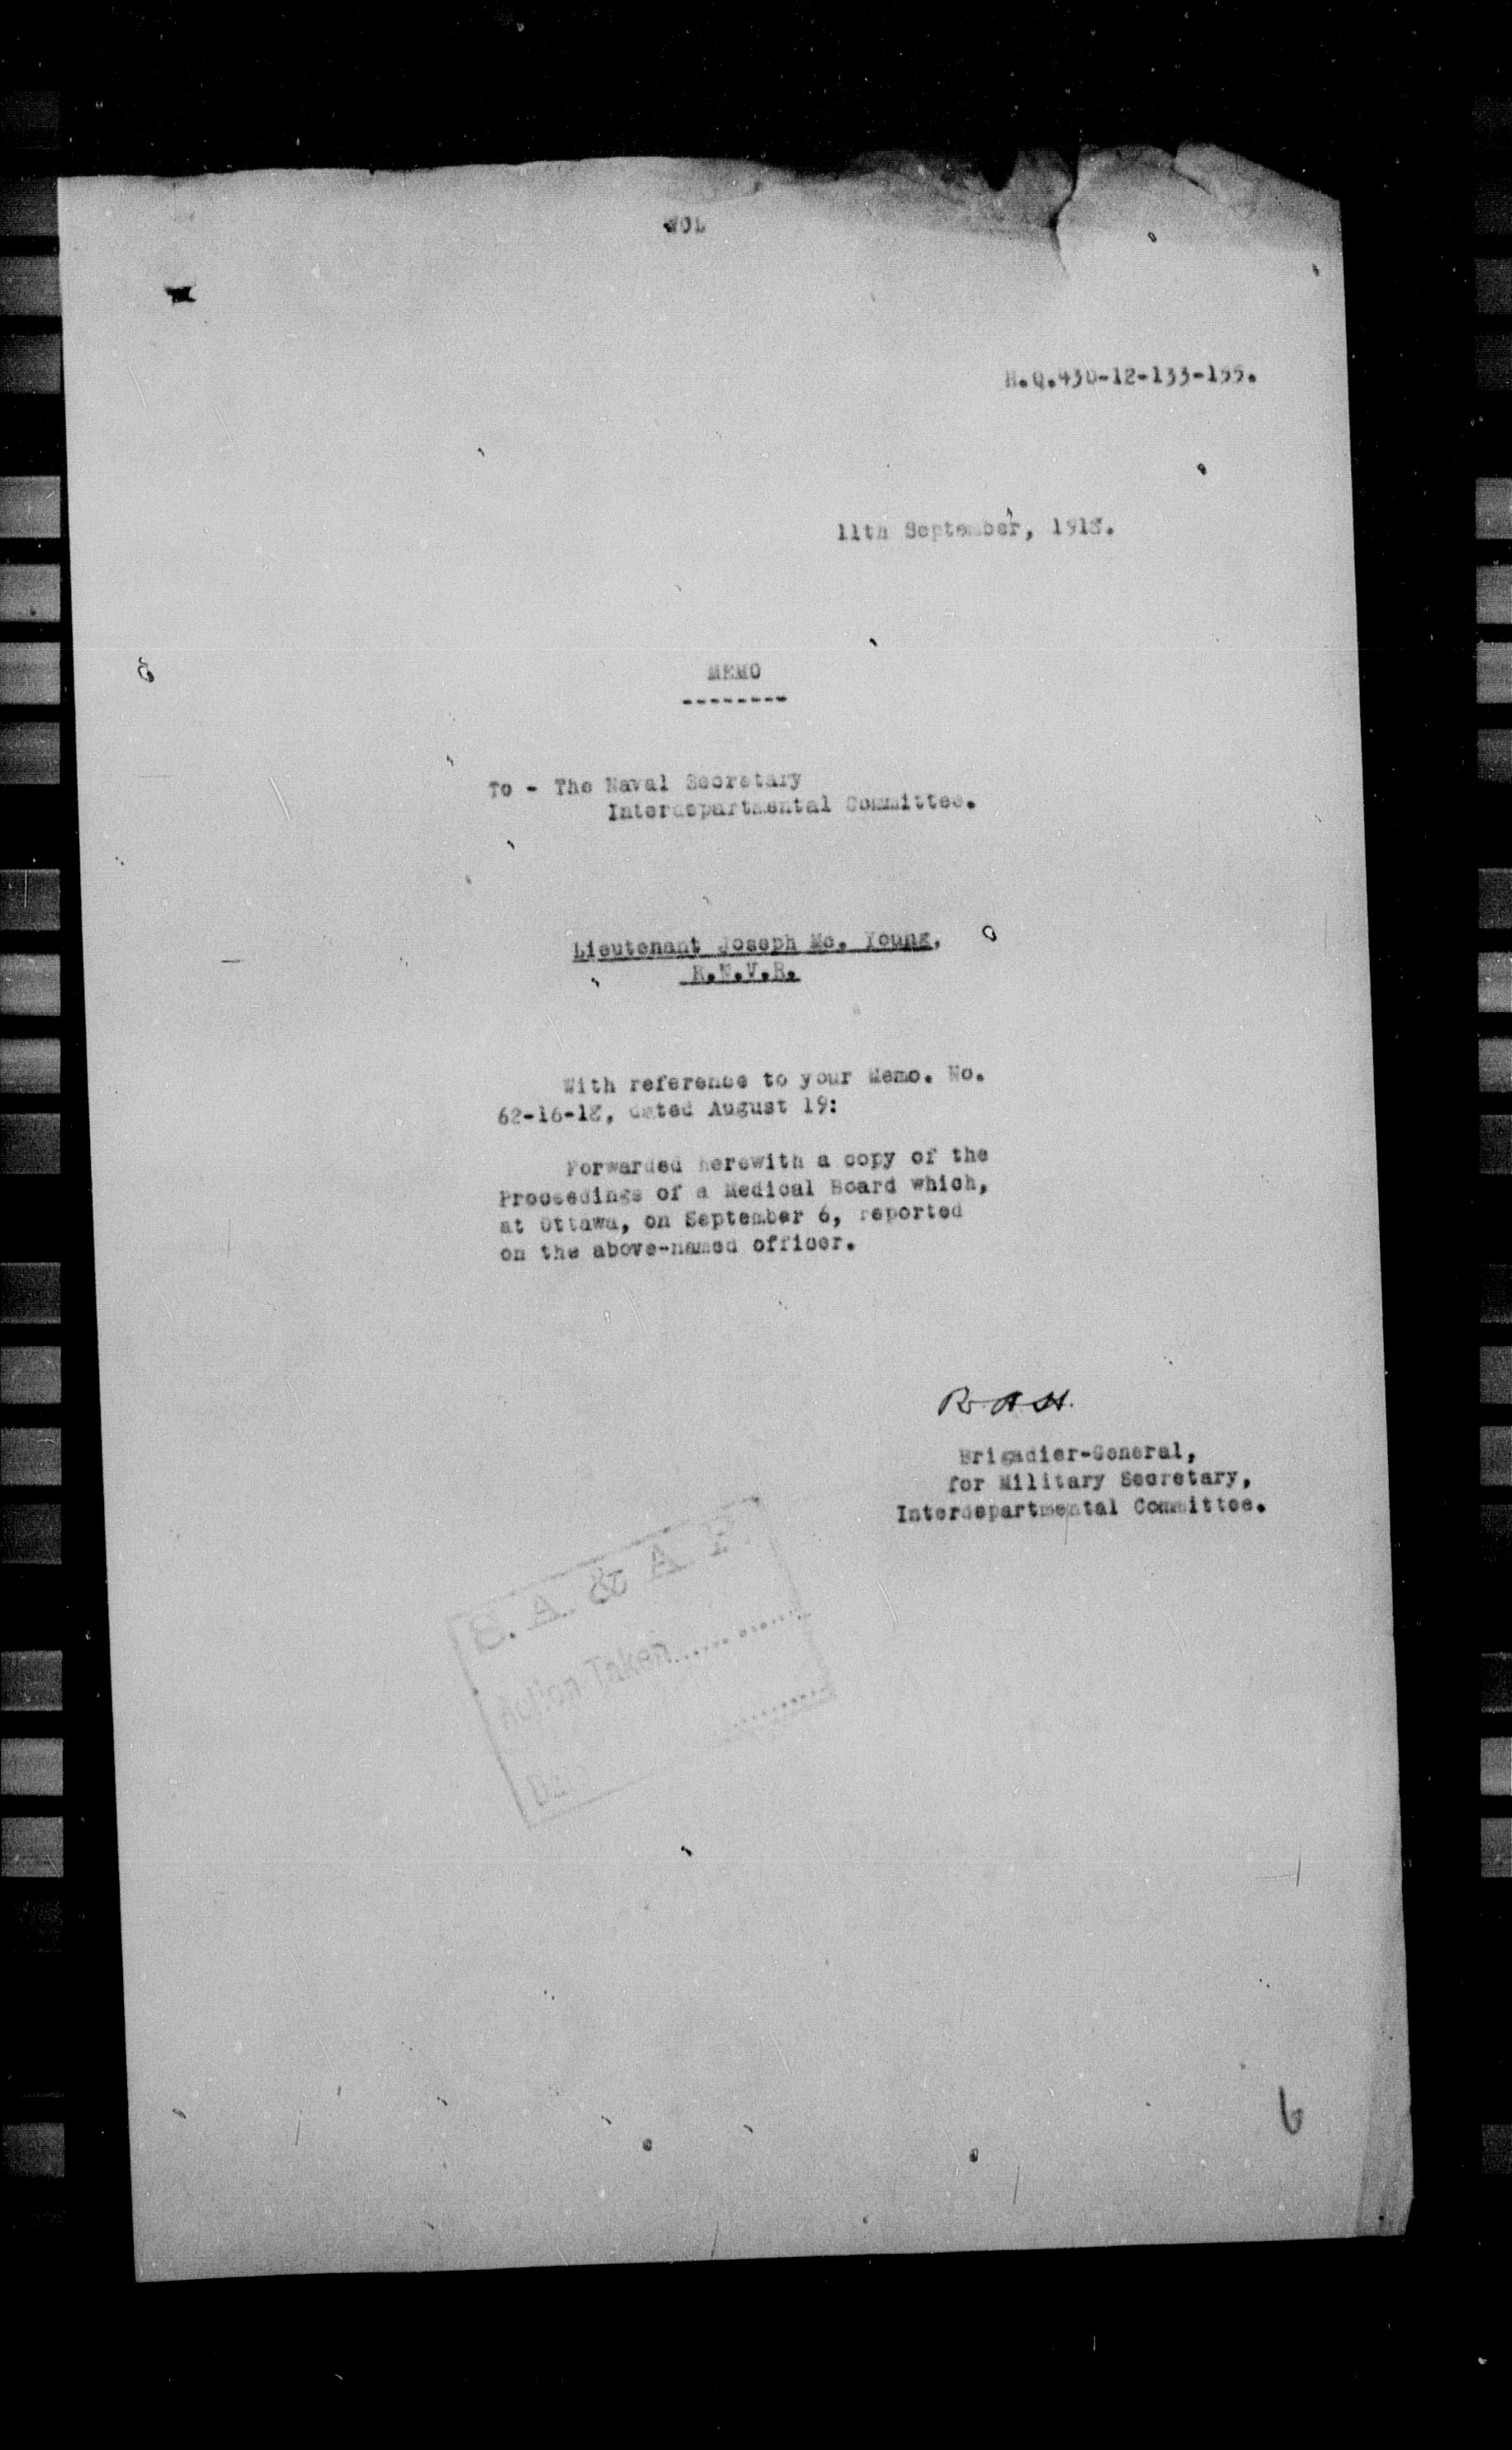 H.Q.430-12-133-155.
11th September, 1918.
MEMO
--------
To - The Naval Secretary
Interdepartmental Committee.
Lieutenant Joseph Mc. Young,
R.N.V.R.
With reference to your Memo. No.
62-16-18, dated August 19:
Forwarded herewith a copy of the
Proceedings of a Medical Board which,
at Ottawa, on September 6, reported
on the above-named officer.
R.A.H.
Brigadier-General,
for Military Secretary,
Interdepartmental Committee.
A. & A
Action Taken............
Date
6